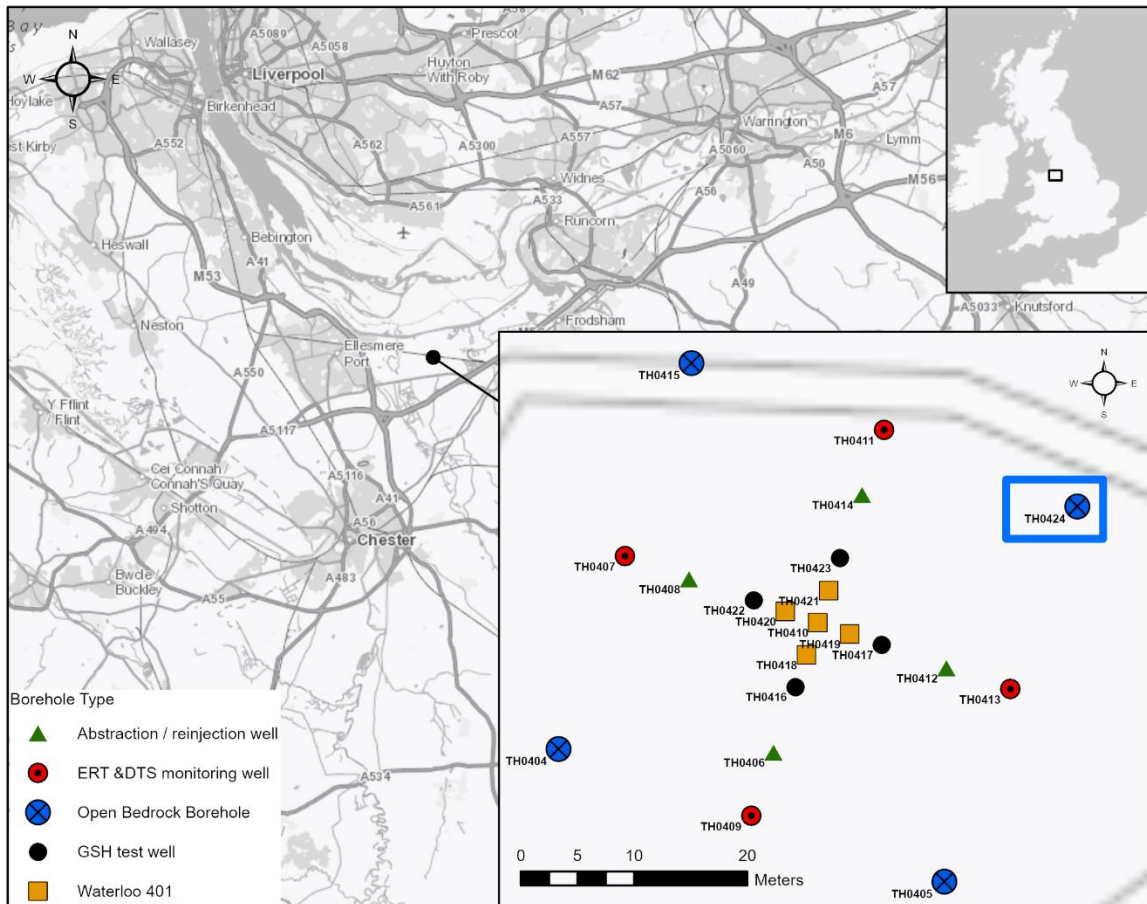 Bay
A5089
A5058
Prescot
Wallasey
N
W E
S
Liverpool
Huyton
With Roby
M62
A57
A57
Hoylake
Birkenhead
Warrington
M6
Lymm
est Kirby
A552
A562
A5300
A557
A5060
A50
Widnes
A56
M56
A561
A533
Runcorn
Heswall
Bebington
A41
M53
A49
A5033
Knutsford
Neston
Frodsham
Ellesmere
Port
A550
Y Fflint
/ Flint
A5117
Cei Connah /
Connah'S Quay
A5116
A41
Shotton
A56
Chester
A494
Bwcle /
Buckley
A483
A55
A534
N
W E
S
TH0415
TH0411
TH0414
TH0424
TH0407
TH0423
TH0408
TH0421
TH0422
TH0420
TH0410
TH0419
TH0417
TH0418
TH0412
TH0416
TH0413
TH0404
TH0406
TH0409
TH0405
0 5 10 20
Meters
Borehole Type
Abstraction / reinjection well
ERT &DTS monitoring well
Open Bedrock Borehole
GSH test well
Waterloo 401